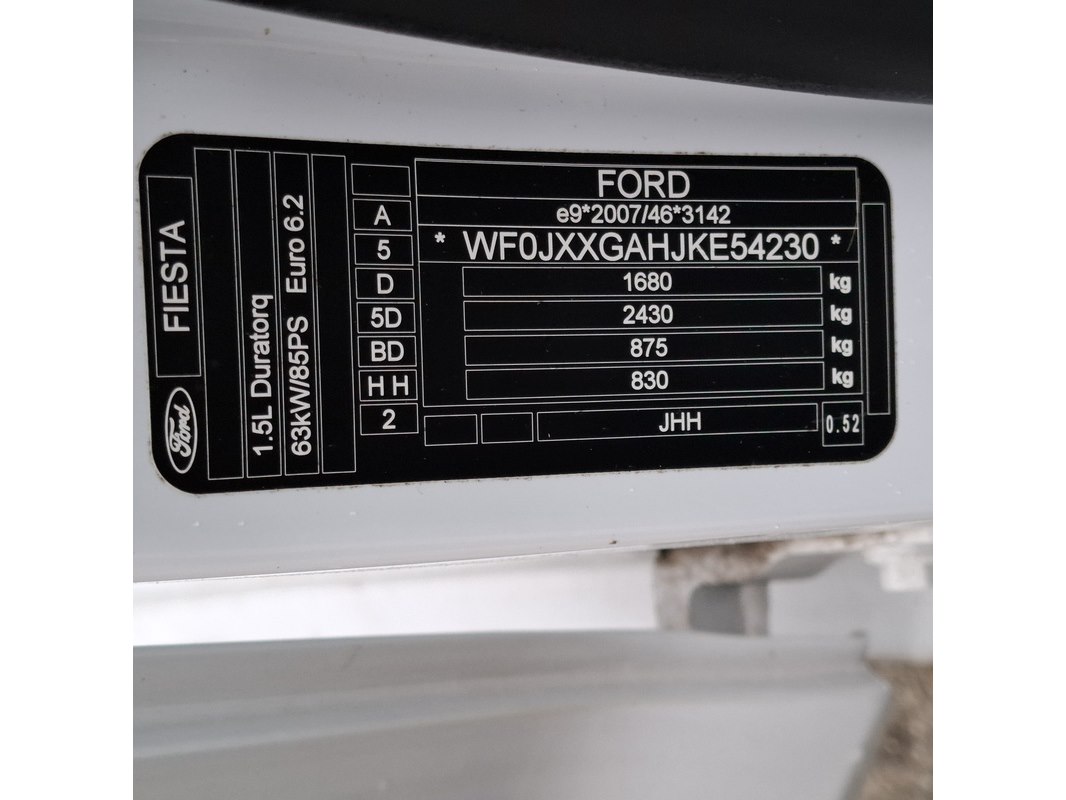 FORD
e9*2007/46*3142
* WF0JXXGAHJKE54230 *
1680 kg
2430 kg
875 kg
830 kg
JHH
0.52
A
5
D
5D
BD
H H
2
63kW/85PS Euro 6.2
1.5L Duratorq
FIESTA
Ford